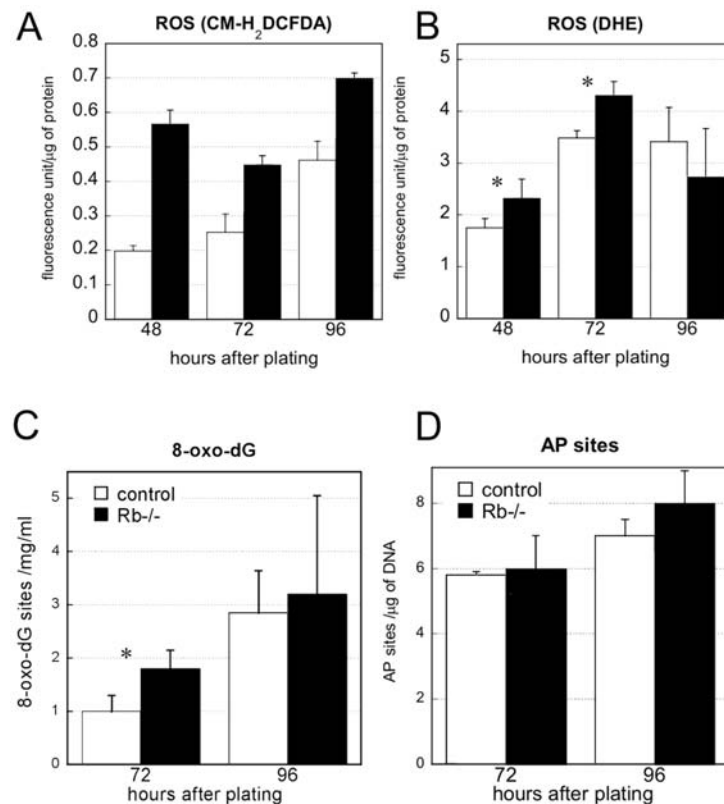 A
ROS (CM-H2DCFDA)
fluorescence unit/µg of protein
0.8
0.7
0.6
0.5
0.4
0.3
0.2
0.1
0
48 72 96
hours after plating
B
ROS (DHE)
fluorescence unit/µg of protein
5
4
3
2
1
0
*
*
48 72 96
hours after plating
C
8-oxo-dG
control
Rb-/-
8-oxo-dG sites /mg/ml
5
4
3
2
1
0
*
72 96
hours after plating
D
AP sites
control
Rb-/-
AP sites /µg of DNA
8
6
4
2
0
72 96
hours after plating